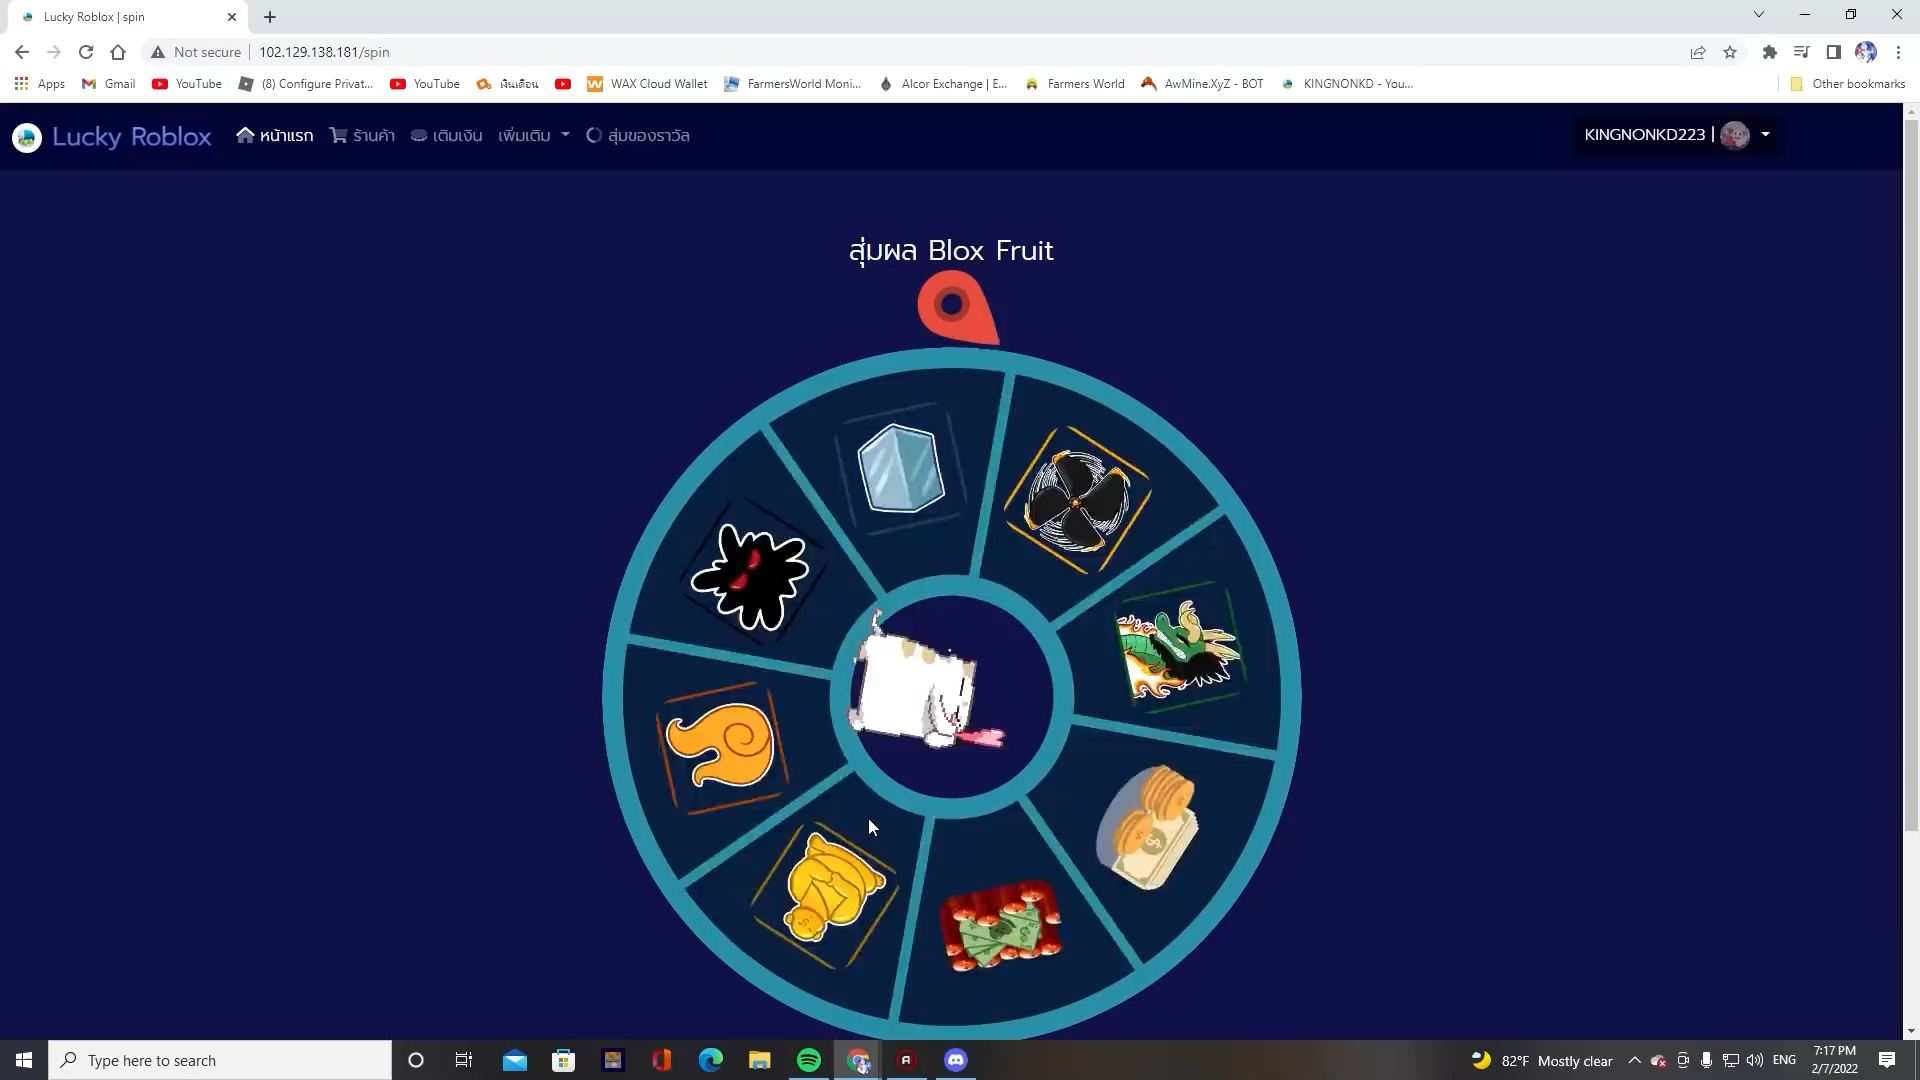 Lucky Roblox | spin
Not secure
102.129.138.181/spin
Apps
Gmail
YouTube
(8) Configure Privat...
YouTube
เงินเดือน
WAX Cloud Wallet
FarmersWorld Moni...
Alcor Exchange | E...
Farmers World
AwMine.XyZ - BOT
KINGNONKD - You...
Other bookmarks
Lucky Roblox
หน้าแรก
ร้านค้า
เติมเงิน
เพิ่มเติม
สุ่มของราวัล
KINGNONKD223 |
สุ่มผล Blox Fruit
Type here to search
82°F Mostly clear
ENG
7:17 PM
2/7/2022